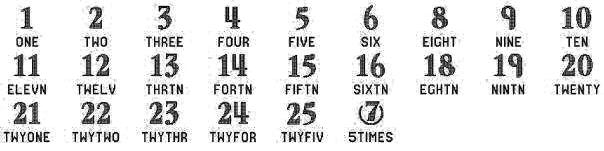 1 2 3 4 5 6 8 9 10
ONE TWO THREE FOUR FIVE SIX EIGHT NINE TEN
11 12 13 14 15 16 18 19 20
ELEVN TWELV THRTN FORTN FIFTN SIXTN EGHTN NINTN TWENTY
21 22 23 24 25 7
TWYONE TWYTWO TWYTHR TWYFOR TWYFIV 5TIMES